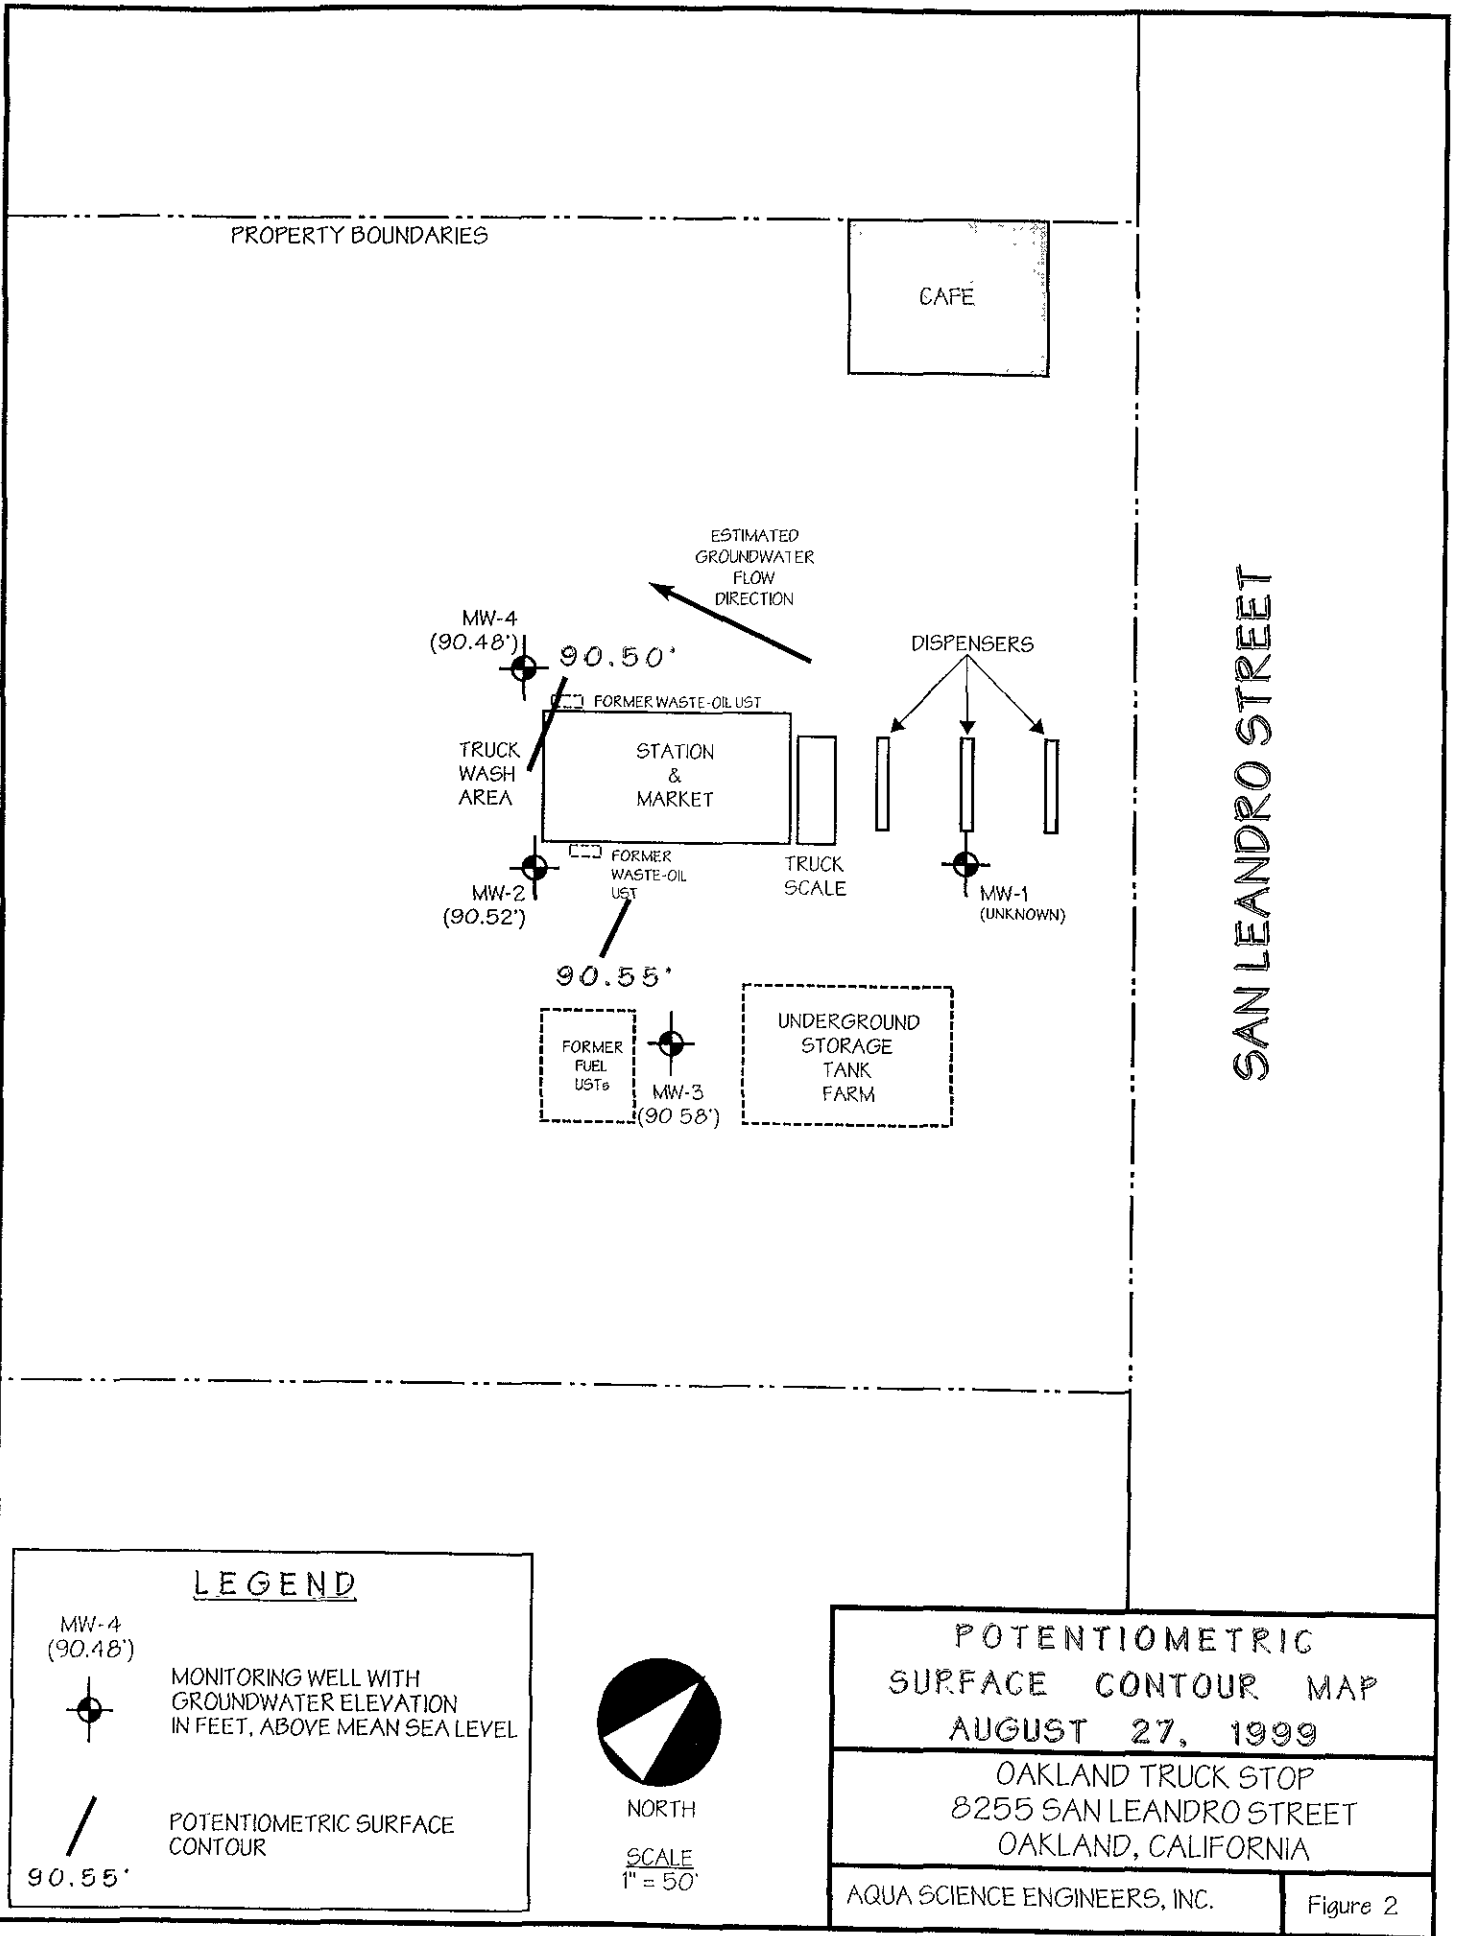 PROPERTY BOUNDARIES
CAFE
ESTIMATED
GROUNDWATER
FLOW
DIRECTION
MW-4
(90.48')
90.50'
DISPENSERS
FORMER WASTE-OIL UST
TRUCK
WASH
AREA
STATION
&
MARKET
SAN LEANDRO STREET
FORMER
WASTE-OIL
UST
TRUCK
SCALE
MW-2
(90.52')
MW-1
(UNKNOWN)
90.55'
FORMER
FUEL
USTs
MW-3
(90 58')
UNDERGROUND
STORAGE
TANK
FARM
LEGEND
MW-4
(90.48')
MONITORING WELL WITH
GROUNDWATER ELEVATION
IN FEET, ABOVE MEAN SEA LEVEL
90.55'
POTENTIOMETRIC SURFACE
CONTOUR
NORTH
SCALE
1" = 50'
POTENTIOMETRIC
SURFACE CONTOUR MAP
AUGUST 27, 1999
OAKLAND TRUCK STOP
8255 SAN LEANDRO STREET
OAKLAND, CALIFORNIA
AQUA SCIENCE ENGINEERS, INC.
Figure 2